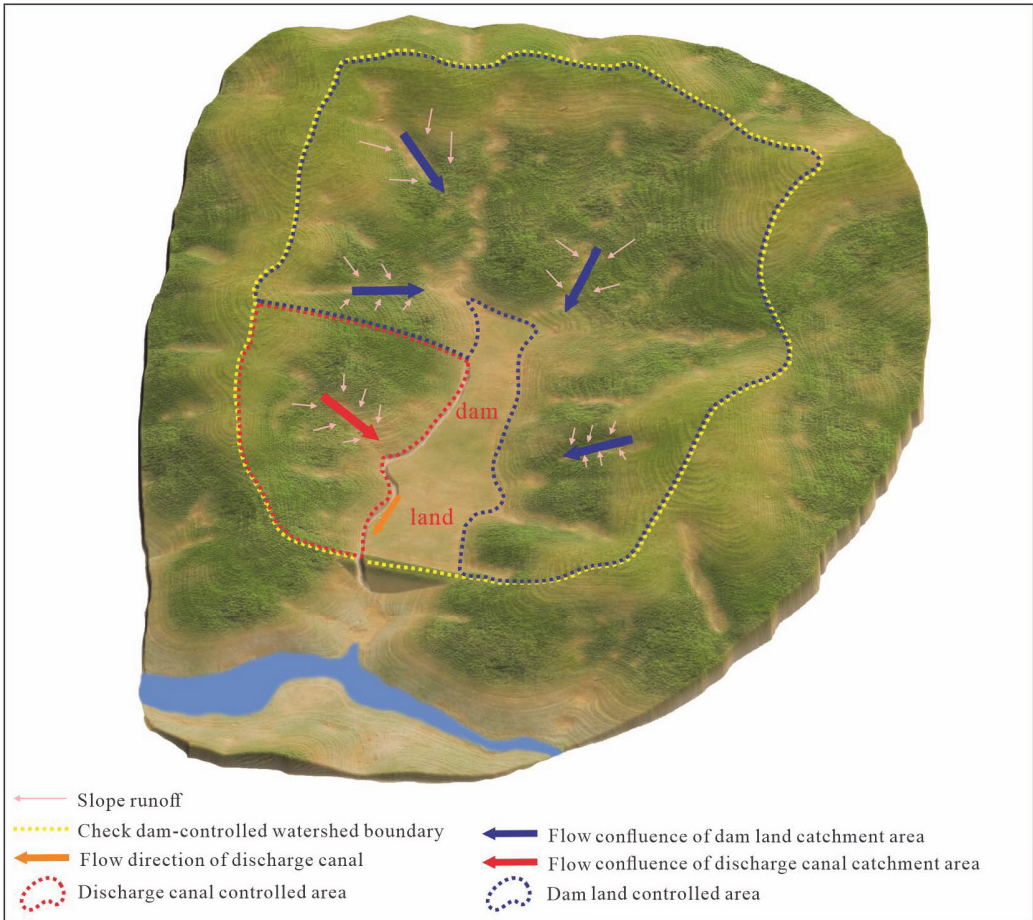 dam
land
Slope runoff
Check dam-controlled watershed boundary
Flow direction of discharge canal
Discharge canal controlled area
Flow confluence of dam land catchment area
Flow confluence of discharge canal catchment area
Dam land controlled area